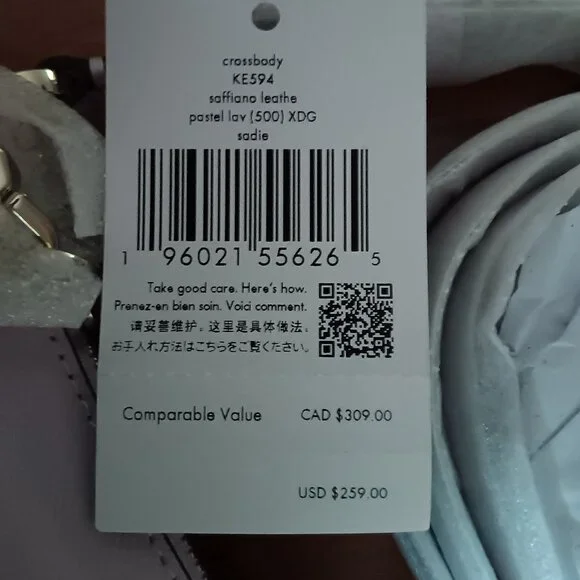 crossbody
KE594
saffiano leathe
pastel lav (500) XDG
sadie
1 96021 55626 5
Take good care. Here's how.
Prenez-en bien soin. Voici comment.
请妥善维护。这里是具体做法。
お手入れ方法はこちらをご覧ください。
Comparable Value CAD $309.00
USD $259.00